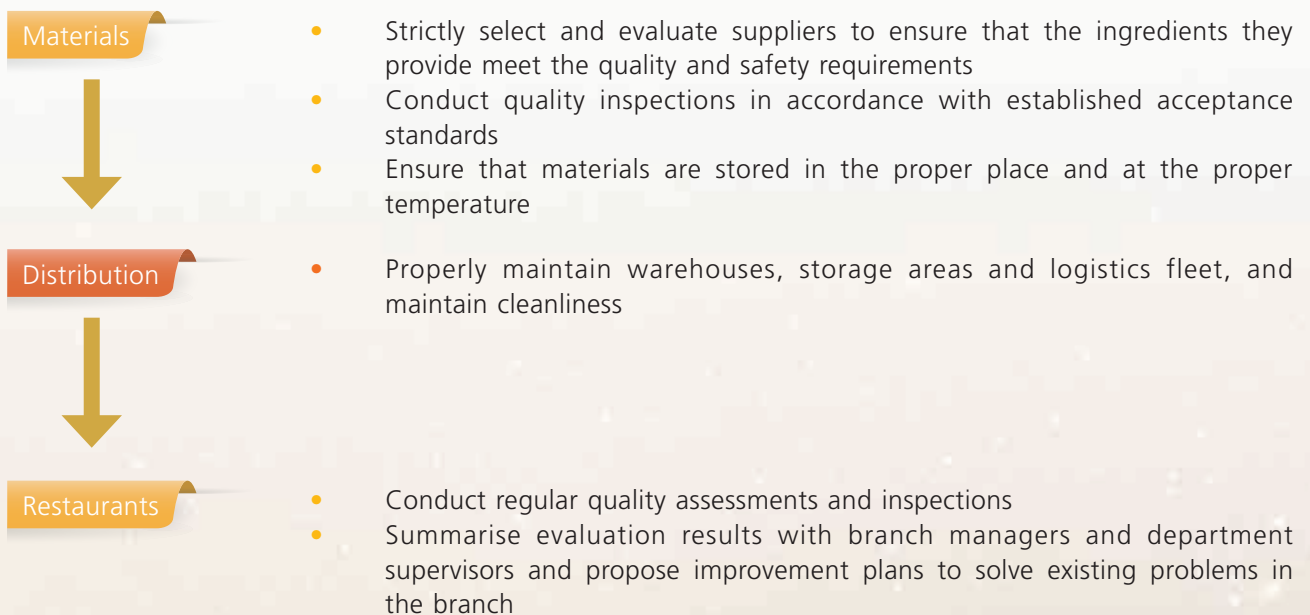 Materials
• Strictly select and evaluate suppliers to ensure that the ingredients they
provide meet the quality and safety requirements
• Conduct quality inspections in accordance with established acceptance
standards
• Ensure that materials are stored in the proper place and at the proper
temperature
Distribution
• Properly maintain warehouses, storage areas and logistics fleet, and
maintain cleanliness
Restaurants
• Conduct regular quality assessments and inspections
• Summarise evaluation results with branch managers and department
supervisors and propose improvement plans to solve existing problems in
the branch